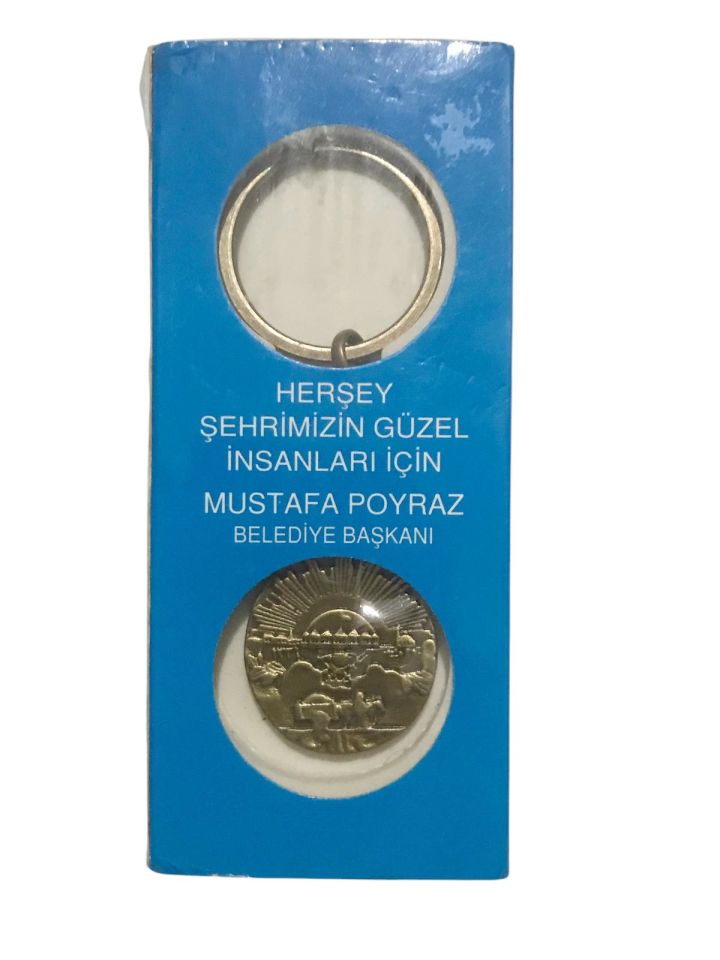 HERŞEY
ŞEHRİMİZİN GÜZEL
İNSANLARI İÇİN
MUSTAFA POYRAZ
BELEDİYE BAŞKANI